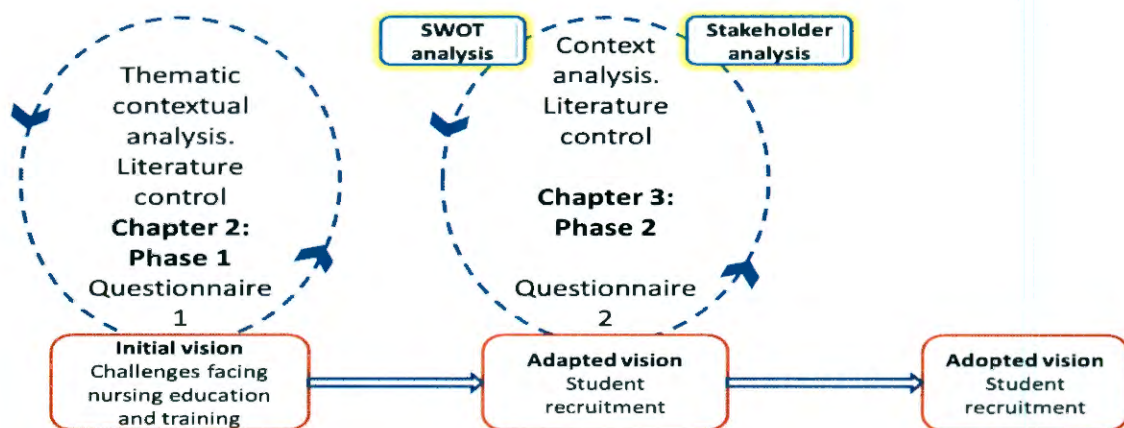 Thematic
contextual
analysis.
Literature
control
Chapter 2:
Phase 1
Questionnaire
1
Initial vision
Challenges facing
nursing education
and training
SWOT
analysis
Context
analysis.
Literature
control
Stakeholder
analysis
Chapter 3:
Phase 2
Questionnaire
2
Adapted vision
Student
recruitment
Adopted vision
Student
recruitment